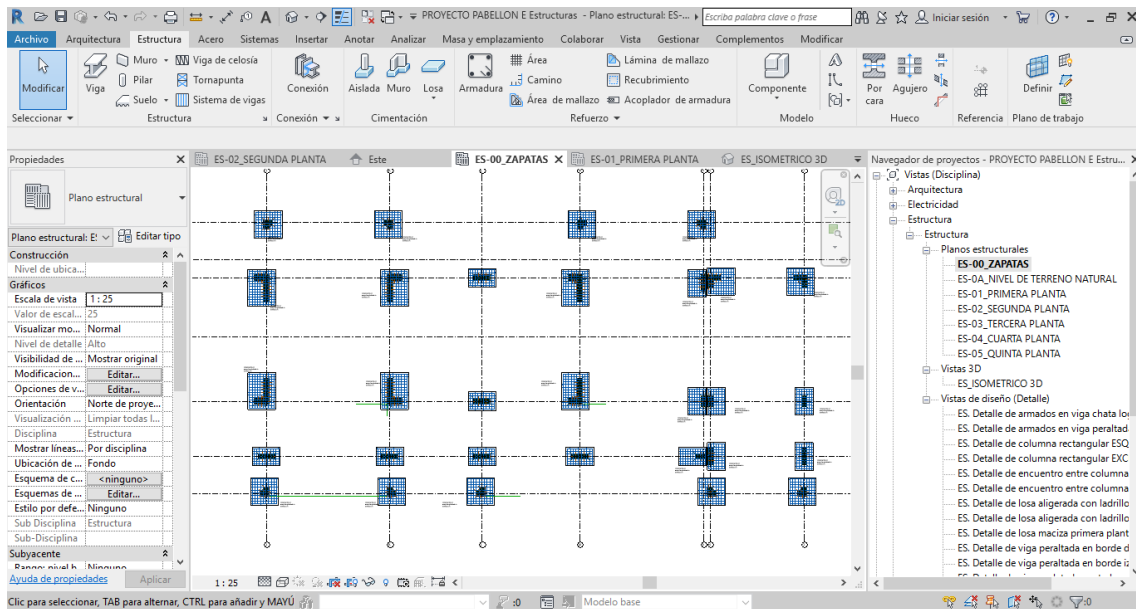 PROYECTO PABELLON E Estructuras - Plano estructural: ES-...
Escriba palabra clave o frase
Iniciar sesión
Archivo Arquitectura Estructura Acero Sistemas Insertar Anotar Analizar Masa y emplazamiento Colaborar Vista Gestionar Complementos Modificar
Modificar
Viga
Muro
Pilar
Suelo
Viga de celosía
Tornapunta
Sistema de vigas
Conexión
Aislada Muro Losa
Armadura
Área
Camino
Área de mallazo
Lámina de mallazo
Recubrimiento
Acoplador de armadura
Componente
Por cara
Agujero
Definir
Seleccionar Estructura Conexión Cimentación Refuerzo Modelo Hueco Referencia Plano de trabajo
Propiedades
Plano estructural
Plano estructural: E:
Editar tipo
Construcción
Nivel de ubica...
Gráficos
Escala de vista 1 : 25
Valor de escal... 25
Visualizar mo... Normal
Nivel de detalle Alto
Visibilidad de ... Mostrar original
Modificacion... Editar...
Opciones de v... Editar...
Orientación Norte de proye...
Visualización ... Limpiar todas l...
Disciplina Estructura
Mostrar líneas... Por disciplina
Ubicación de ... Fondo
Esquema de c... <ninguno>
Esquemas de ... Editar...
Estilo por defe... Ninguno
Sub Disciplina Estructura
Sub-Disciplina
Subyacente
Rango: nivel b... Ninguno
Ayuda de propiedades
Aplicar
ES-02_SEGUNDA PLANTA
Este
ES-00_ZAPATAS
ES-01_PRIMERA PLANTA
ES_ISOMETRICO 3D
2D
1 : 25
Navegador de proyectos - PROYECTO PABELLON E Estru...
Vistas (Disciplina)
Arquitectura
Electricidad
Estructura
Estructura
Planos estructurales
ES-00_ZAPATAS
ES-0A_NIVEL DE TERRENO NATURAL
ES-01_PRIMERA PLANTA
ES-02_SEGUNDA PLANTA
ES-03_TERCERA PLANTA
ES-04_CUARTA PLANTA
ES-05_QUINTA PLANTA
Vistas 3D
ES_ISOMETRICO 3D
Vistas de diseño (Detalle)
ES. Detalle de armados en viga chata lo
ES. Detalle de armados en viga peraltad
ES. Detalle de columna rectangular ESQ
ES. Detalle de columna rectangular EXC
ES. Detalle de encuentro entre columna
ES. Detalle de encuentro entre columna
ES. Detalle de losa aligerada con ladrillo
ES. Detalle de losa aligerada con ladrillo
ES. Detalle de losa maciza primera plant
ES. Detalle de viga peraltada en borde d
ES. Detalle de viga peraltada en borde iz
Clic para seleccionar, TAB para alternar, CTRL para añadir y MAYÚ
:0
Modelo base
:0